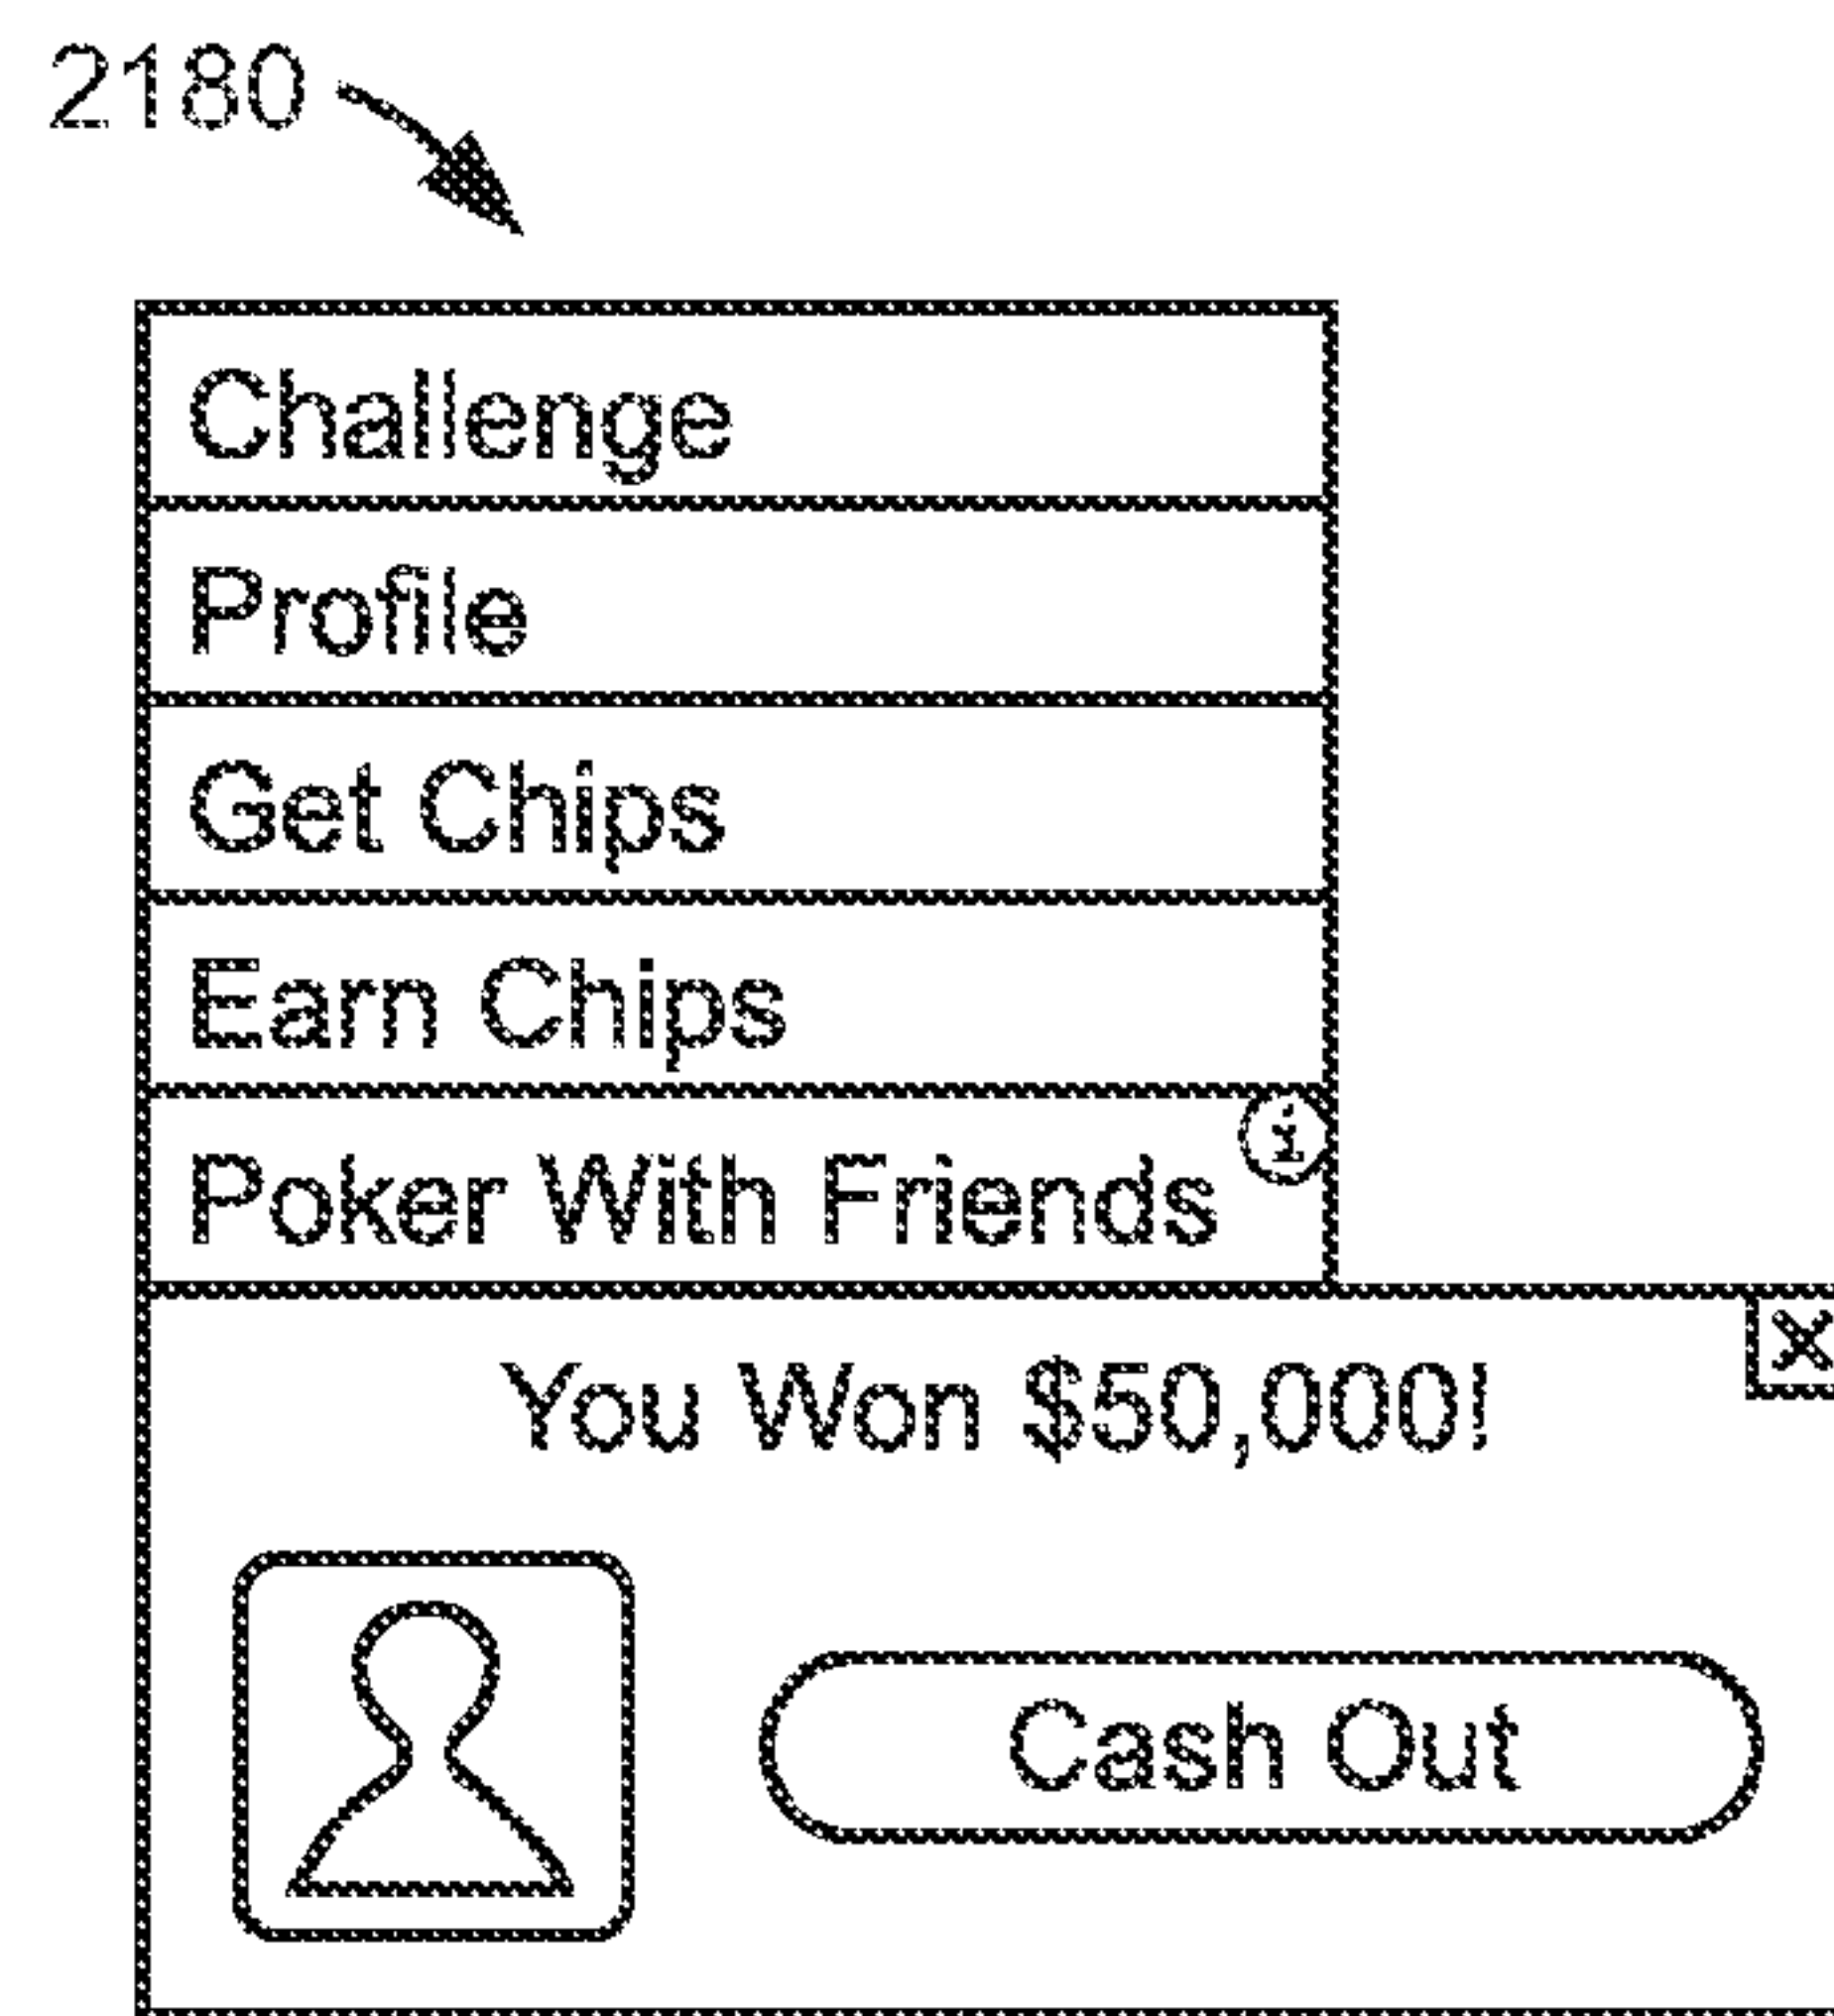 2180
Challenge
Profile
Get Chips
Earn Chips
i
Poker With Friends
X
You Won $50,000!
Cash Out